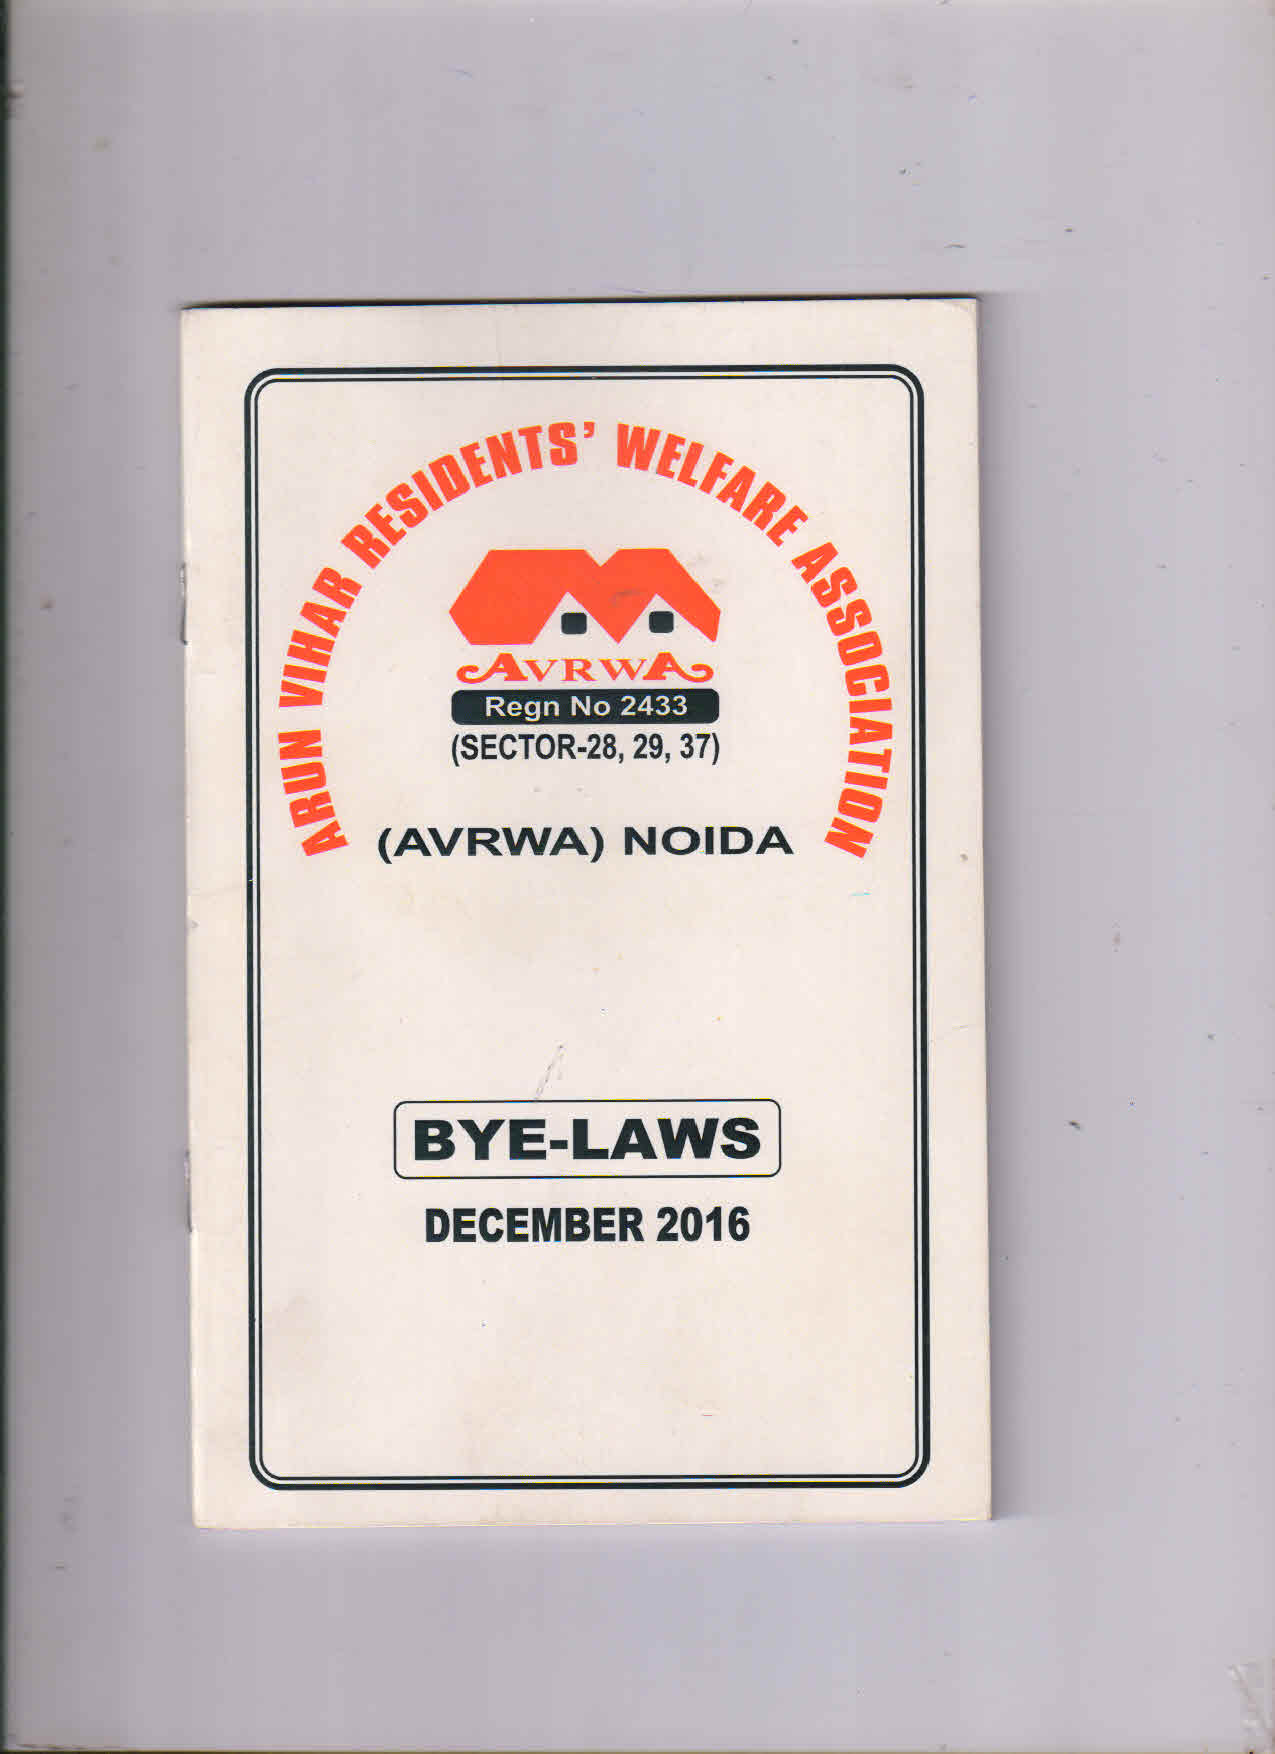 ARUN VIHAR RESIDENTS' WELFARE ASSOCIATION
AVRWA
Regn No 2433
(SECTOR-28, 29, 37)
(AVRWA) NOIDA
BYE-LAWS
DECEMBER 2016